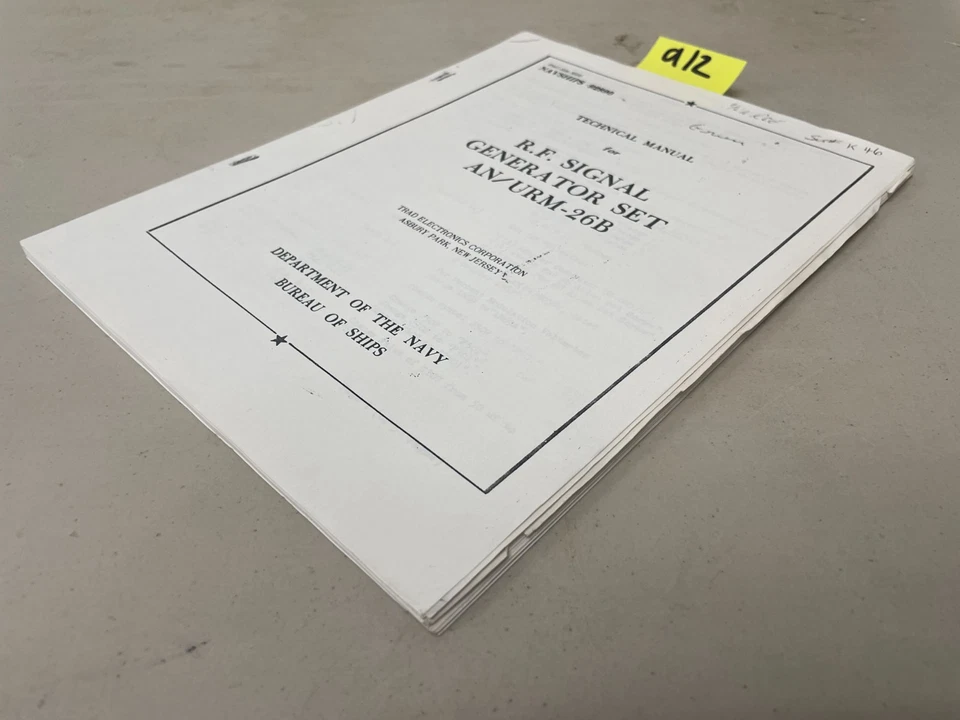 a12
NAVSHIPS
TECHNICAL MANUAL
for
R.F. SIGNAL
GENERATOR SET
AN/URM-26B
TRAD ELECTRONICS CORPORATION
ASBURY PARK, NEW JERSEY
DEPARTMENT OF THE NAVY
BUREAU OF SHIPS